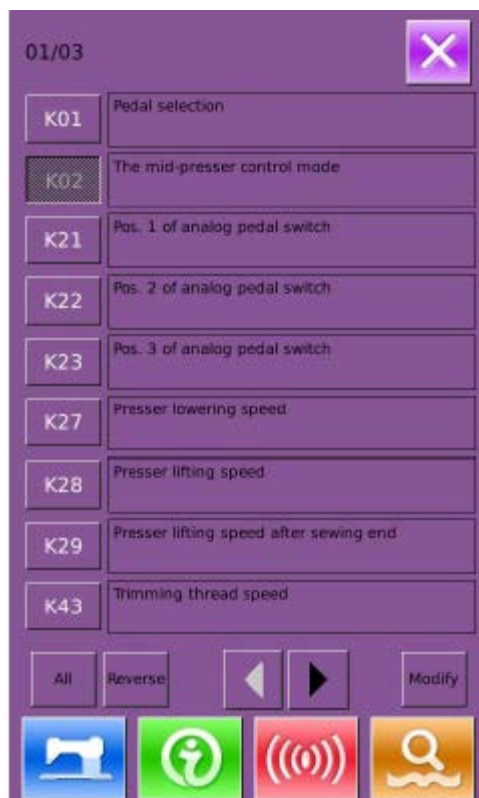 01/03
K01 Pedal selection
K02 The mid-presser control mode
K21 Pos. 1 of analog pedal switch
K22 Pos. 2 of analog pedal switch
K23 Pos. 3 of analog pedal switch
K27 Presser lowering speed
K28 Presser lifting speed
K29 Presser lifting speed after sewing end
K43 Trimming thread speed
All Reverse Modify